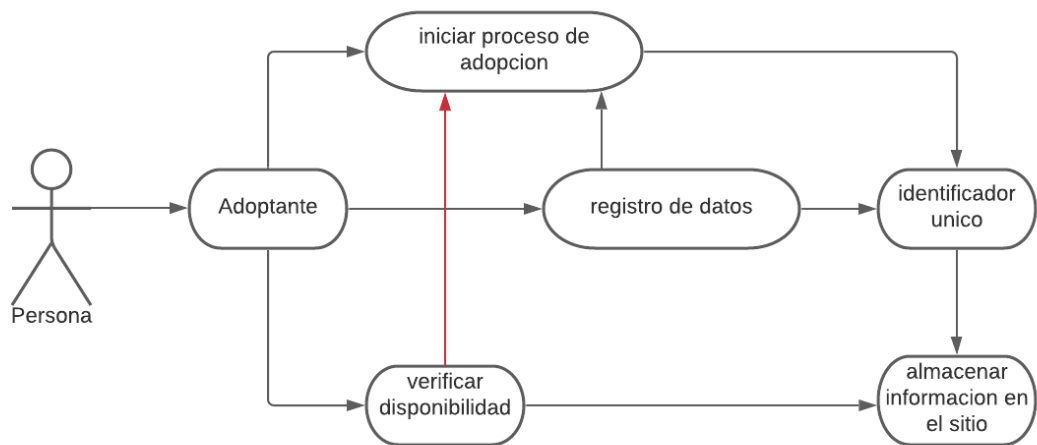 iniciar proceso de
adopcion
Adoptante
registro de datos
identificador
unico
Persona
verificar
disponibilidad
almacenar
informacion en
el sitio